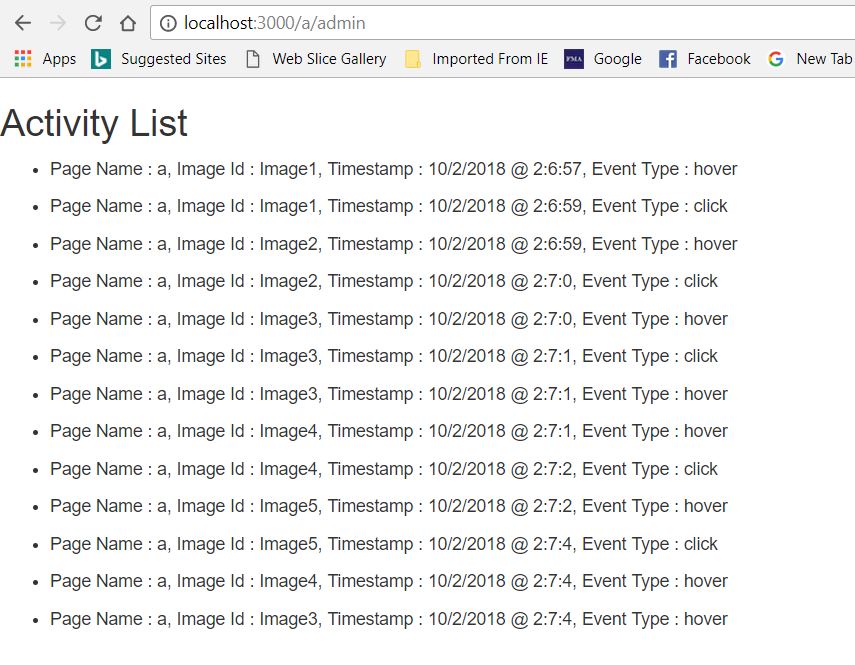 localhost:3000/a/admin
Apps Suggested Sites Web Slice Gallery Imported From IE FMA Google Facebook New Tab
Activity List
Page Name : a, Image Id : Image1, Timestamp : 10/2/2018 @ 2:6:57, Event Type : hover
Page Name : a, Image Id : Image1, Timestamp : 10/2/2018 @ 2:6:59, Event Type : click
Page Name : a, Image Id : Image2, Timestamp : 10/2/2018 @ 2:6:59, Event Type : hover
Page Name : a, Image Id : Image2, Timestamp : 10/2/2018 @ 2:7:0, Event Type : click
Page Name : a, Image Id : Image3, Timestamp : 10/2/2018 @ 2:7:0, Event Type : hover
Page Name : a, Image Id : Image3, Timestamp : 10/2/2018 @ 2:7:1, Event Type : click
Page Name : a, Image Id : Image3, Timestamp : 10/2/2018 @ 2:7:1, Event Type : hover
Page Name : a, Image Id : Image4, Timestamp : 10/2/2018 @ 2:7:1, Event Type : hover
Page Name : a, Image Id : Image4, Timestamp : 10/2/2018 @ 2:7:2, Event Type : click
Page Name : a, Image Id : Image5, Timestamp : 10/2/2018 @ 2:7:2, Event Type : hover
Page Name : a, Image Id : Image5, Timestamp : 10/2/2018 @ 2:7:4, Event Type : click
Page Name : a, Image Id : Image4, Timestamp : 10/2/2018 @ 2:7:4, Event Type : hover
Page Name : a, Image Id : Image3, Timestamp : 10/2/2018 @ 2:7:4, Event Type : hover